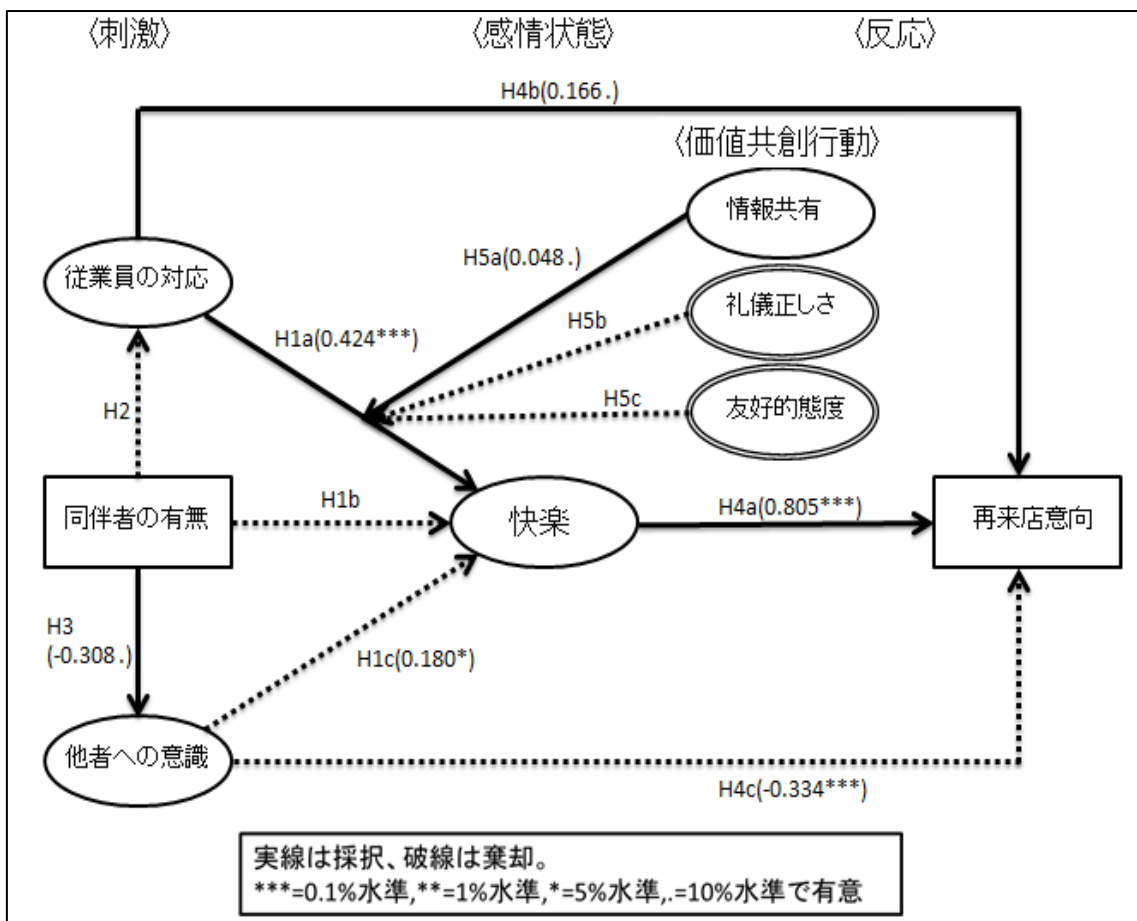 〈刺激〉
〈感情状態〉
〈反応〉
H4b(0.166.)
〈価値共創行動〉
情報共有
H5a(0.048.)
従業員の対応
礼儀正しさ
H5b
H1a(0.424***)
H5c
友好的態度
H2
同伴者の有無
H1b
快楽
H4a(0.805***)
再来店意向
H3
(-0.308.)
H1c(0.180*)
他者への意識
H4c(-0.334***)
実線は採択、破線は棄却。
***=0.1%水準,**=1%水準,*=5%水準,.=10%水準で有意